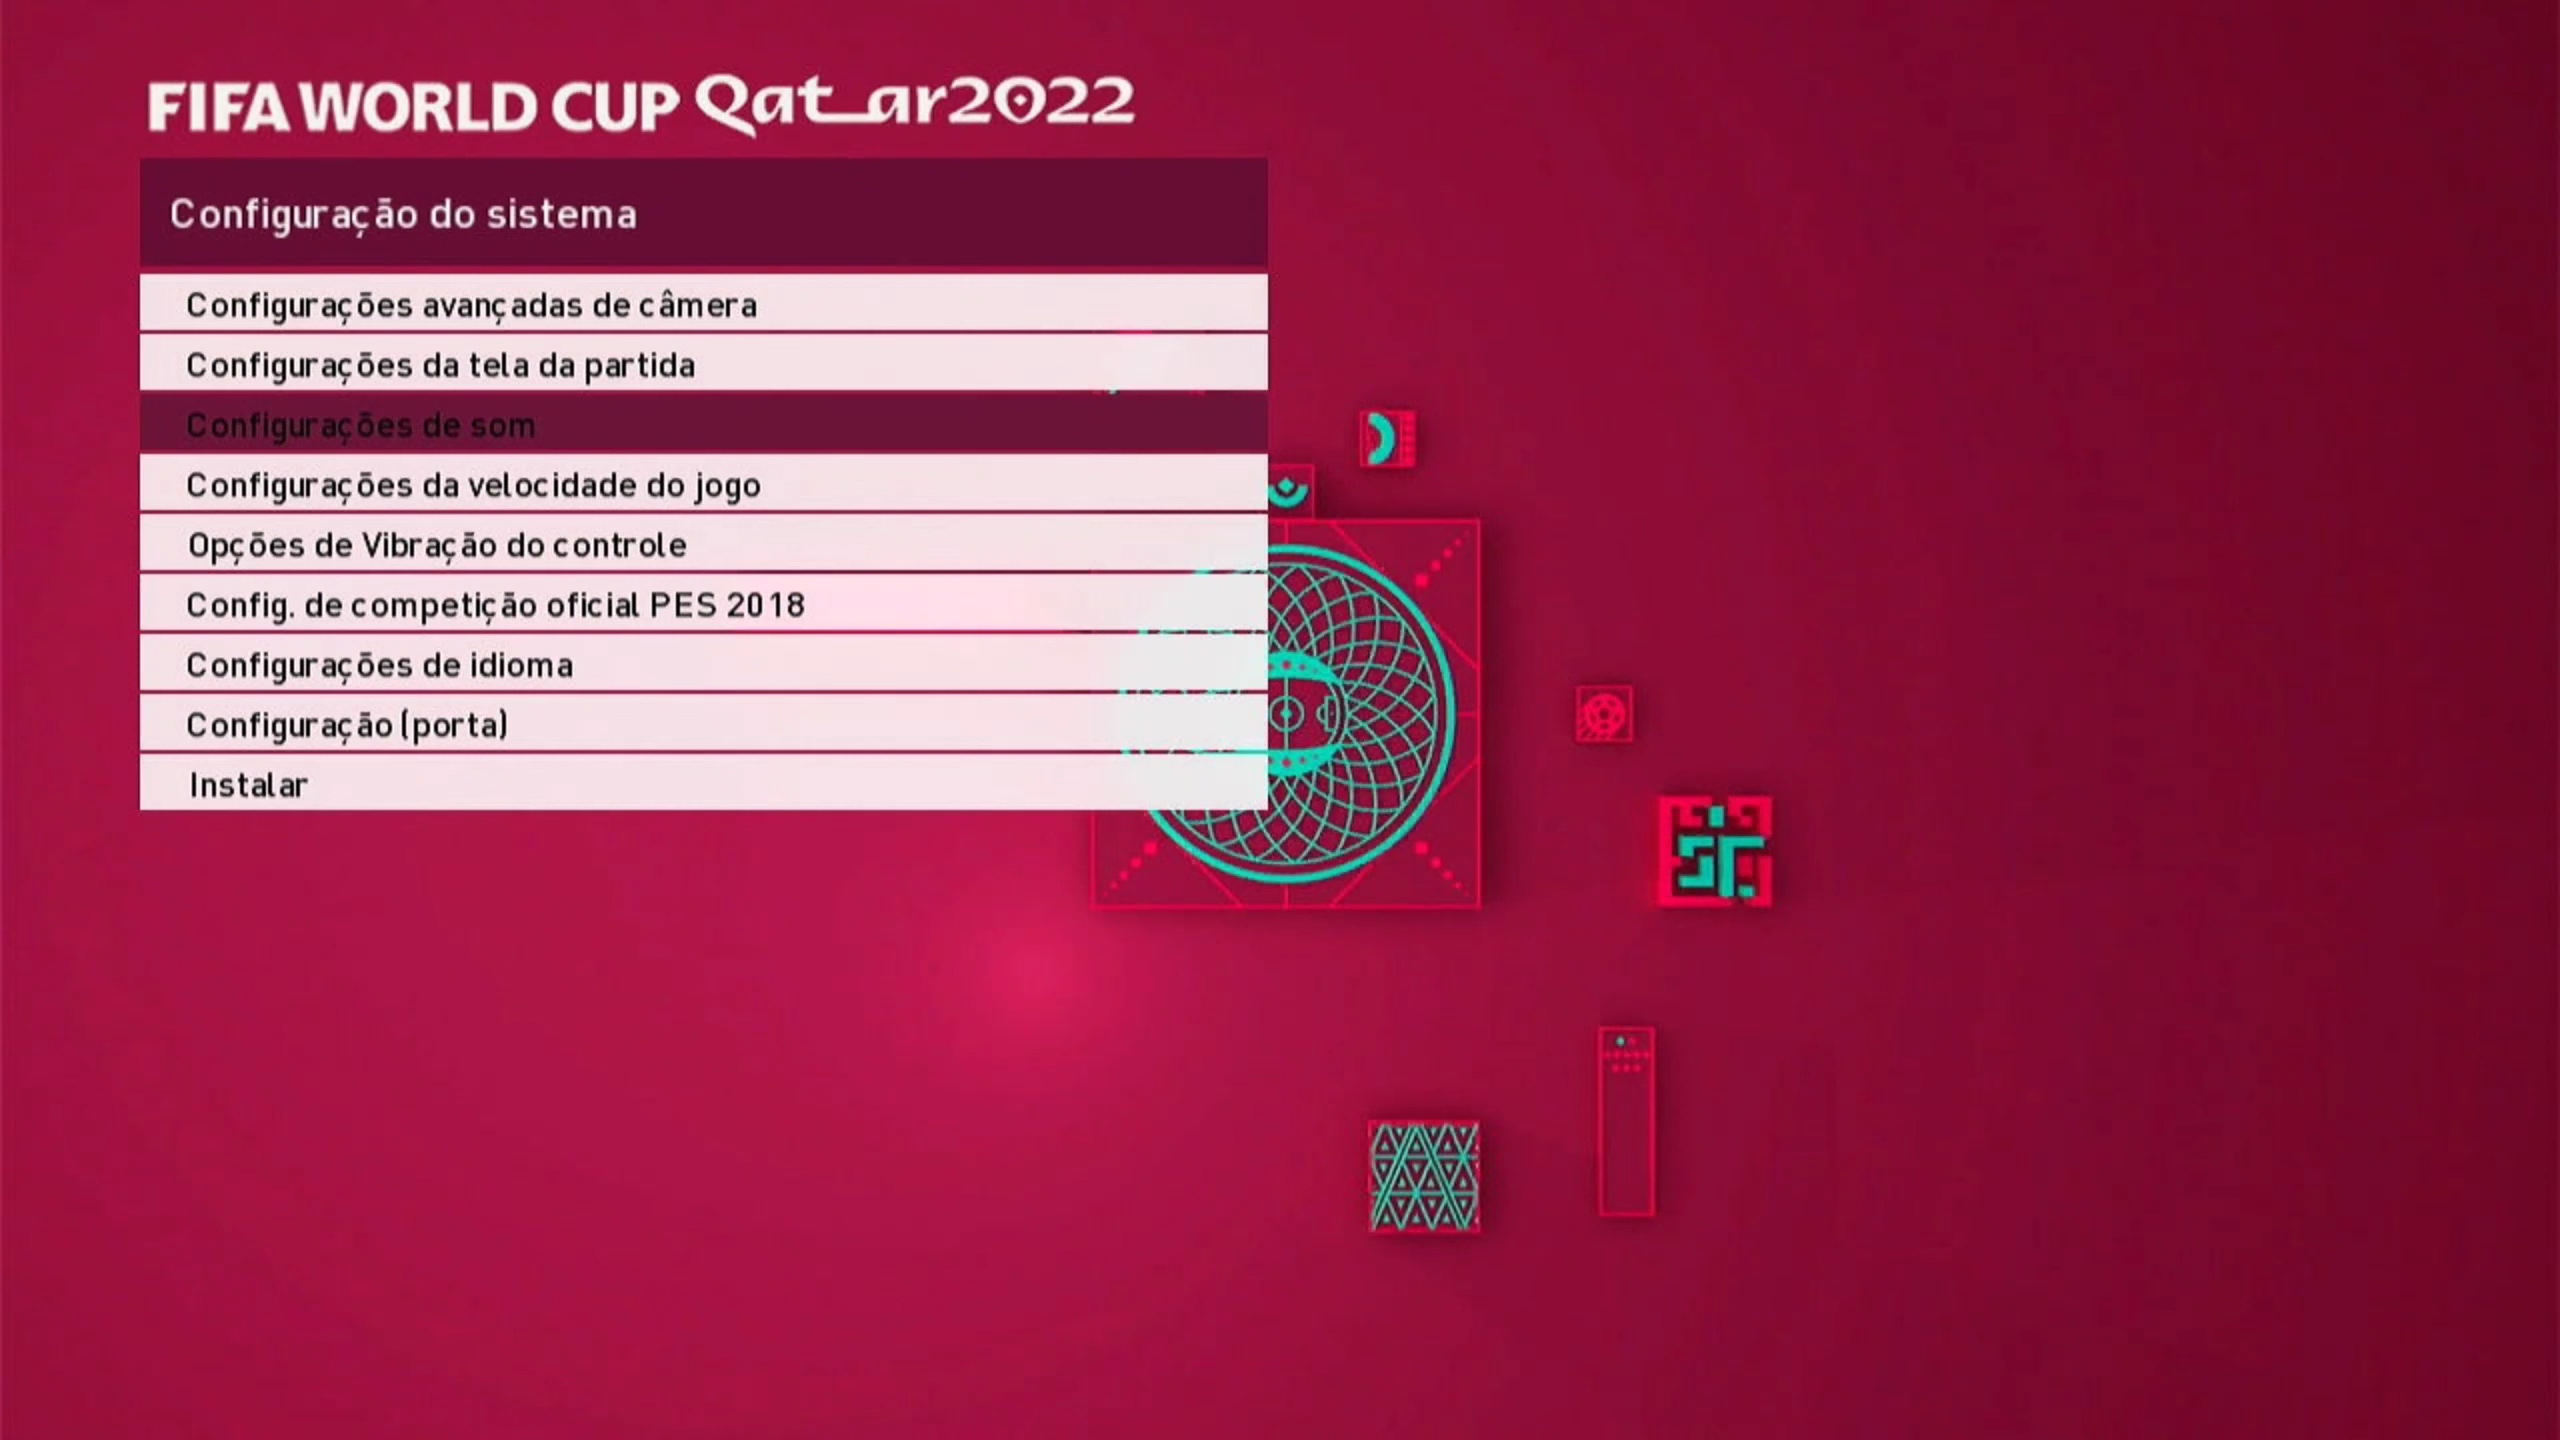 FIFA WORLD CUP Qatar2022
Configuração do sistema
Configurações avançadas de câmera
Configurações da tela da partida
Configurações de som
Configurações da velocidade do jogo
Opções de Vibração do controle
Config. de competição oficial PES 2018
Configurações de idioma
Configuração (porta)
Instalar